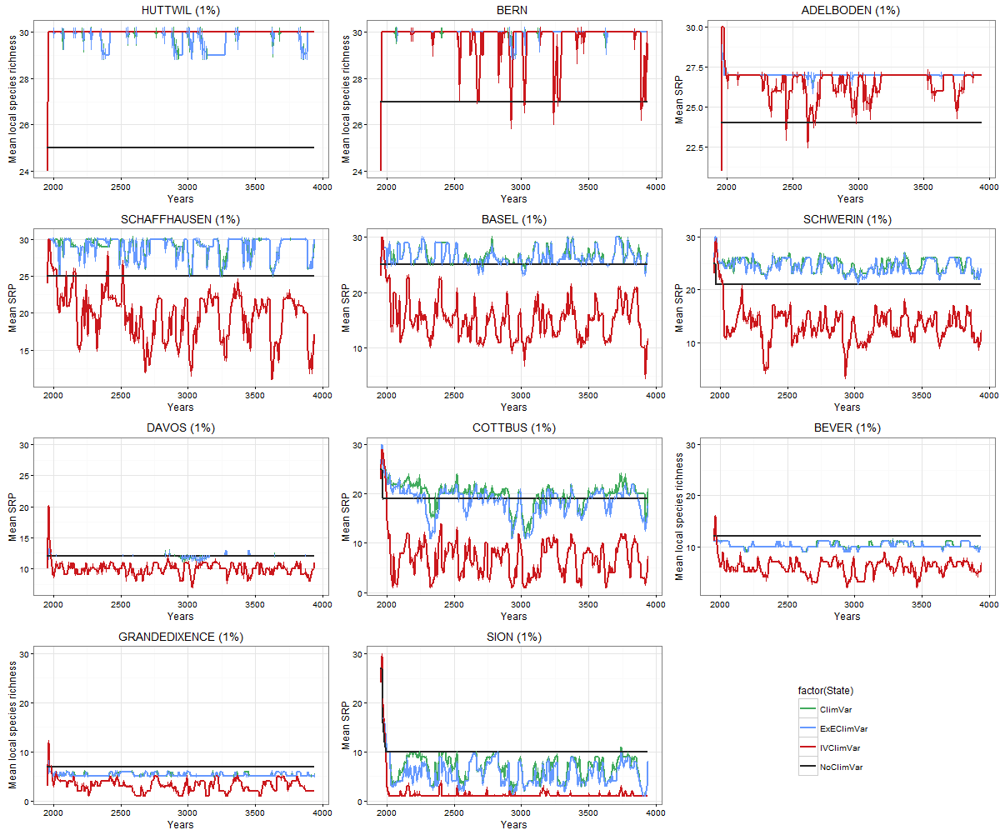 HUTTWIL (1%)
Mean local species richness
30
29
28
27
26
25
24
2000
2500
3000
3500
4000
Years
BERN
Mean local species richness
30
29
28
27
26
25
24
2000
2500
3000
3500
4000
Years
ADELBODEN (1%)
Mean SRP
30.0
27.5
25.0
22.5
2000
2500
3000
3500
4000
Years
SCHAFFHAUSEN (1%)
Mean SRP
30
25
20
15
2000
2500
3000
3500
4000
Years
BASEL (1%)
Mean SRP
30
20
10
2000
2500
3000
3500
4000
Years
SCHWERIN (1%)
Mean SRP
30
20
10
2000
2500
3000
3500
4000
Years
DAVOS (1%)
Mean SRP
30
25
20
15
10
2000
2500
3000
3500
4000
Years
COTTBUS (1%)
Mean SRP
30
20
10
0
2000
2500
3000
3500
4000
Years
BEVER (1%)
Mean local species richness
30
20
10
2000
2500
3000
3500
4000
Years
GRANDEDIXENCE (1%)
Mean local species richness
30
20
10
0
2000
2500
3000
3500
4000
Years
SION (1%)
Mean SRP
30
20
10
0
2000
2500
3000
3500
4000
Years
factor(State)
ClimVar
ExEClimVar
IVClimVar
NoClimVar